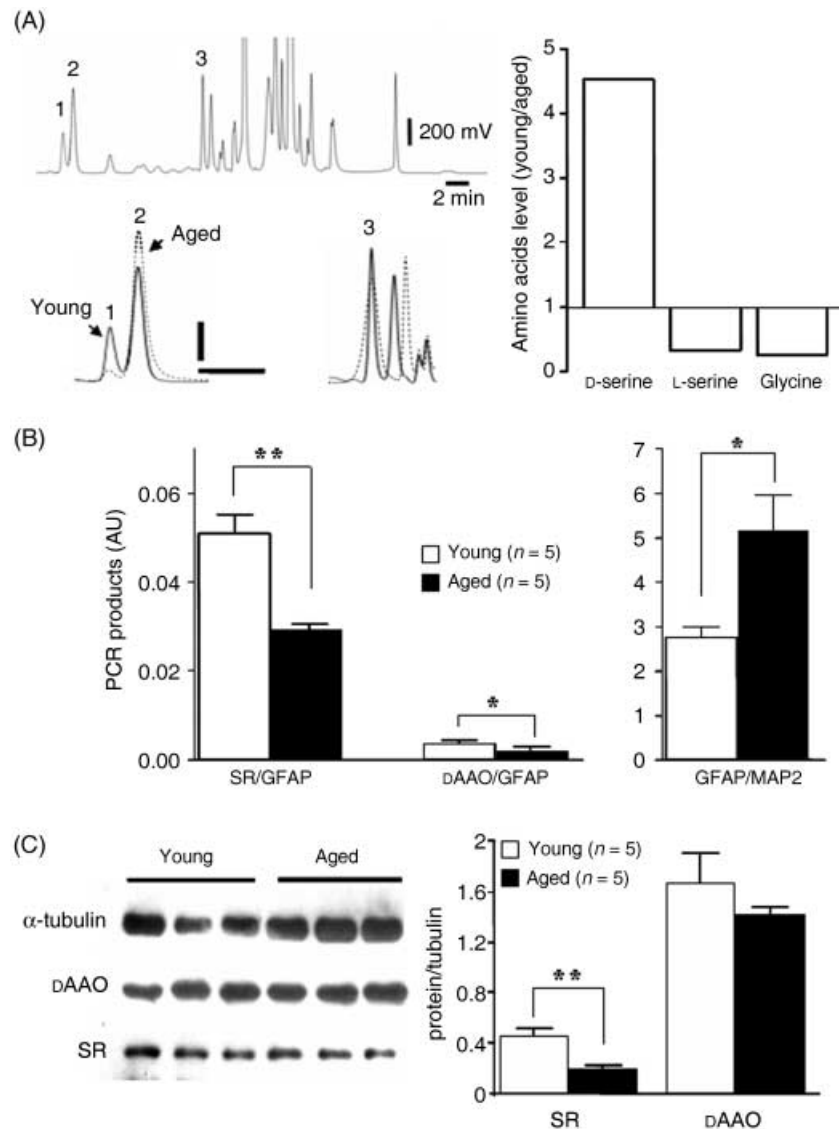 (A)
1
2
3
200 mV
2 min
2
Aged
Young
1
3
Amino acids level (young/aged)
5
4
3
2
1
0
D-serine L-serine Glycine
(B)
PCR products (AU)
0.06
0.04
0.02
0.00
**
*
Young (n = 5)
Aged (n = 5)
SR/GFAP
DAAO/GFAP
7
6
5
4
3
2
1
0
*
GFAP/MAP2
(C)
Young Aged
α-tubulin
DAAO
SR
protein/tubulin
2
1.6
1.2
0.8
0.4
0
Young (n = 5)
Aged (n = 5)
**
SR
DAAO